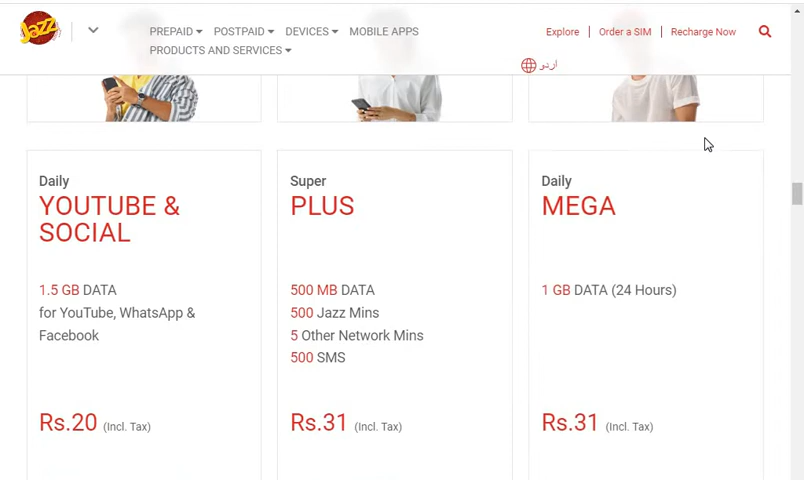 Jazz
PREPAID POSTPAID DEVICES MOBILE APPS
PRODUCTS AND SERVICES
Explore Order a SIM Recharge Now
اردو
Daily
YOUTUBE &
SOCIAL
1.5 GB DATA
for YouTube, WhatsApp &
Facebook
Rs.20 (Incl. Tax)
Super
PLUS
500 MB DATA
500 Jazz Mins
5 Other Network Mins
500 SMS
Rs.31 (Incl. Tax)
Daily
MEGA
1 GB DATA (24 Hours)
Rs.31 (Incl. Tax)